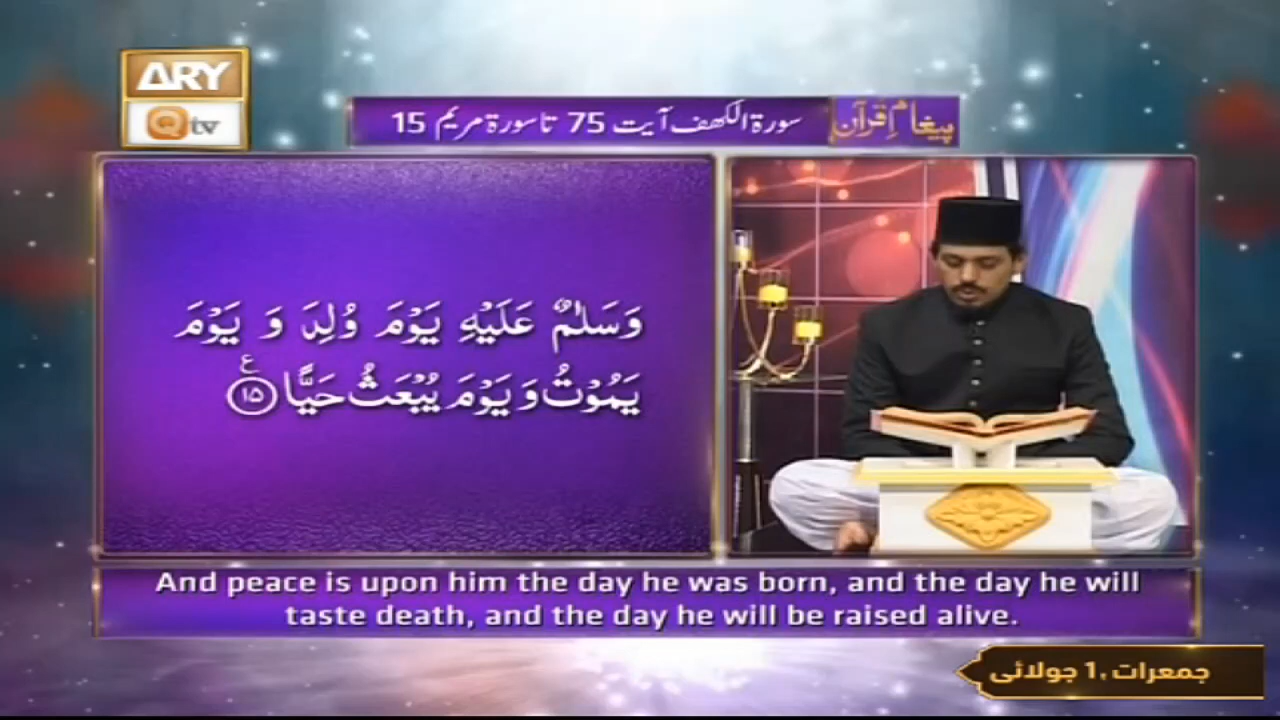 ARY
Qtv
پیغامِ قرآن
سورۃ الکھف آیت 75 تا سورۃ مریم 15
وَسَلٰمٌ عَلَیْهِ یَوْمَ وُلِدَ وَ یَوْمَ
یَمُوْتُ وَ یَوْمَ یُبْعَثُ حَیًّا ﴿۱۵﴾ ع
And peace is upon him the day he was born, and the day he will
taste death, and the day he will be raised alive.
جمعرات، 1 جولائی